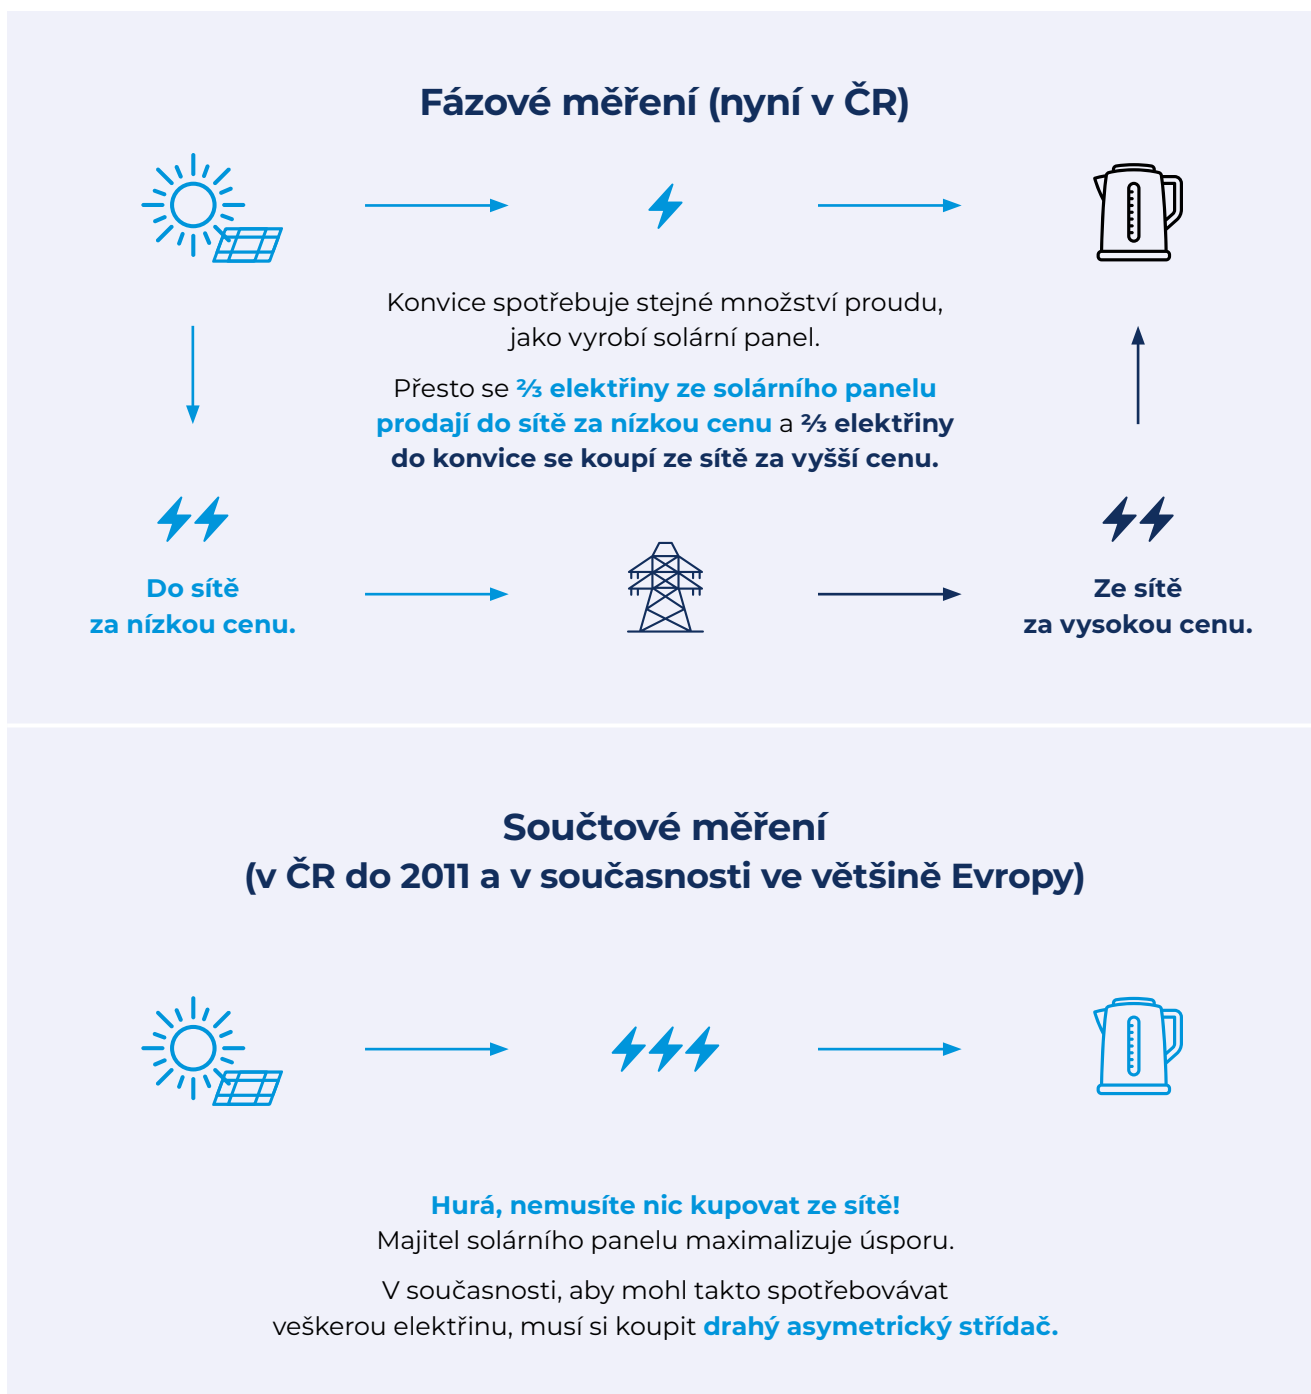 Fázové měření (nyní v ČR)
Konvice spotřebuje stejné množství proudu,
jako vyrobí solární panel.
Přesto se ⅔ elektřiny ze solárního panelu
prodají do sítě za nízkou cenu a ⅔ elektřiny
do konvice se koupí ze sítě za vyšší cenu.
Do sítě
za nízkou cenu.
Ze sítě
za vysokou cenu.
Součtové měření
(v ČR do 2011 a v současnosti ve většině Evropy)
Hurá, nemusíte nic kupovat ze sítě!
Majitel solárního panelu maximalizuje úsporu.
V současnosti, aby mohl takto spotřebovávat
veškerou elektřinu, musí si koupit drahý asymetrický střídač.